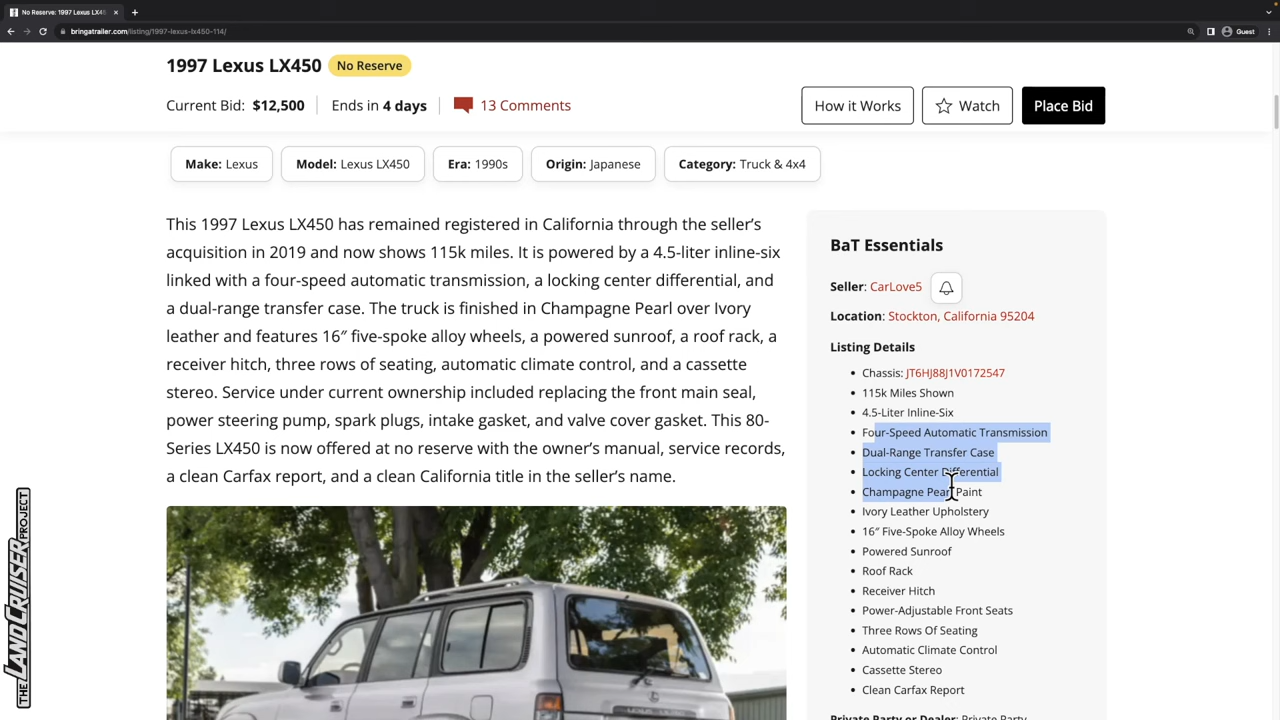 No Reserve: 1997 Lexus LX45
bringatrailer.com/listing/1997-lexus-lx450-114/
Guest
1997 Lexus LX450 No Reserve
Current Bid: $12,500 Ends in 4 days 13 Comments
How it Works Watch Place Bid
Make: Lexus Model: Lexus LX450 Era: 1990s Origin: Japanese Category: Truck & 4x4
This 1997 Lexus LX450 has remained registered in California through the seller’s
acquisition in 2019 and now shows 115k miles. It is powered by a 4.5-liter inline-six
linked with a four-speed automatic transmission, a locking center differential, and
a dual-range transfer case. The truck is finished in Champagne Pearl over Ivory
leather and features 16″ five-spoke alloy wheels, a powered sunroof, a roof rack, a
receiver hitch, three rows of seating, automatic climate control, and a cassette
stereo. Service under current ownership included replacing the front main seal,
power steering pump, spark plugs, intake gasket, and valve cover gasket. This 80-
Series LX450 is now offered at no reserve with the owner’s manual, service records,
a clean Carfax report, and a clean California title in the seller’s name.
BaT Essentials
Seller: CarLove5
Location: Stockton, California 95204
Listing Details
Chassis: JT6HJ88J1V0172547
115k Miles Shown
4.5-Liter Inline-Six
Four-Speed Automatic Transmission
Dual-Range Transfer Case
Locking Center Differential
Champagne Pearl Paint
Ivory Leather Upholstery
16″ Five-Spoke Alloy Wheels
Powered Sunroof
Roof Rack
Receiver Hitch
Power-Adjustable Front Seats
Three Rows Of Seating
Automatic Climate Control
Cassette Stereo
Clean Carfax Report
Private Party or Dealer: Private Party
THE LAND CRUISER PROJECT